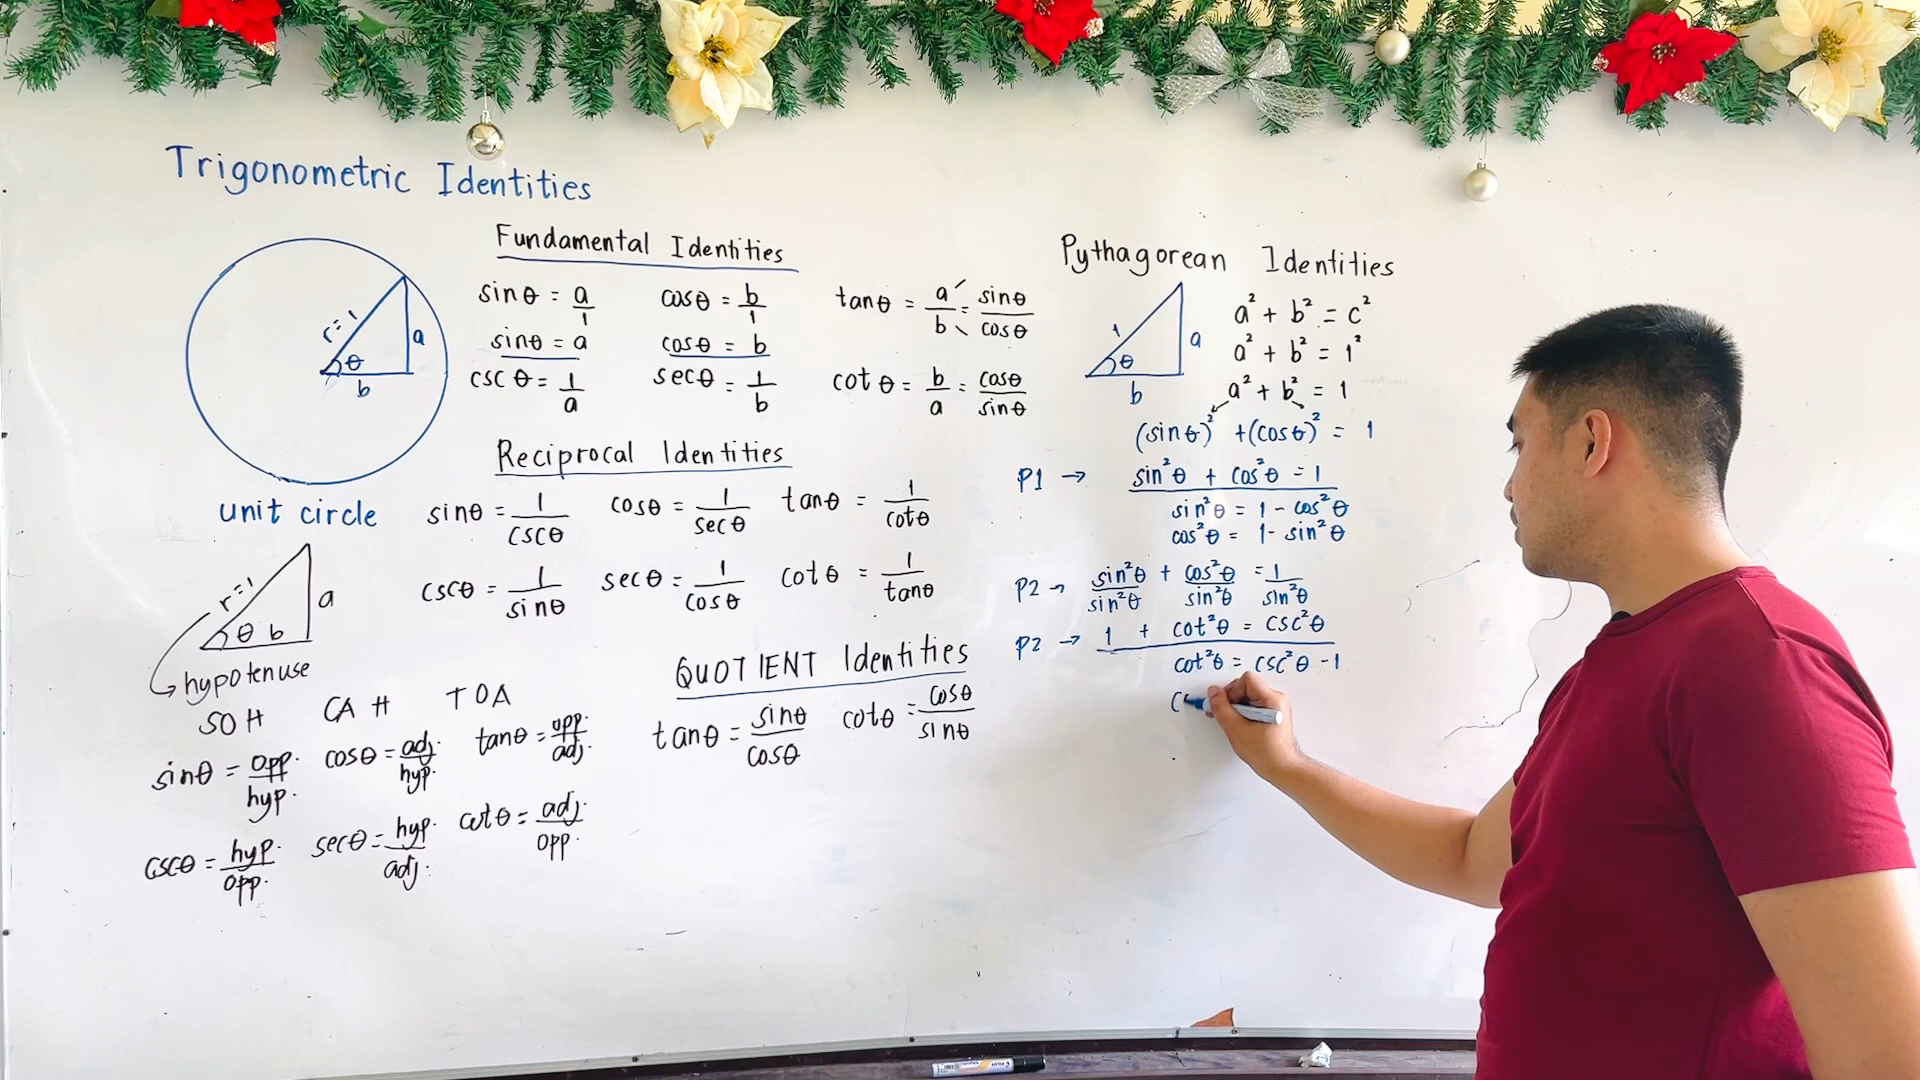 Trigonometric Identities
r=1
a
θ
b
unit circle
r=1
a
θ b
hypotenuse
SOH CAH TOA
sinθ = opp./hyp. cosθ = adj./hyp. tanθ = opp./adj.
cscθ = hyp./opp. secθ = hyp./adj. cotθ = adj./opp.
Fundamental Identities
sinθ = a/1 cosθ = b/1 tanθ = a/b = sinθ/cosθ
sinθ = a cosθ = b
cscθ = 1/a secθ = 1/b cotθ = b/a = cosθ/sinθ
Reciprocal Identities
sinθ = 1/cscθ cosθ = 1/secθ tanθ = 1/cotθ
cscθ = 1/sinθ secθ = 1/cosθ cotθ = 1/tanθ
QUOTIENT Identities
tanθ = sinθ/cosθ cotθ = cosθ/sinθ
Pythagorean Identities
1
a
θ
b
a² + b² = c²
a² + b² = 1²
a² + b² = 1
(sinθ)² + (cosθ)² = 1
P1 → sin²θ + cos²θ = 1
sin²θ = 1 - cos²θ
cos²θ = 1 - sin²θ
P2 → sin²θ/sin²θ + cos²θ/sin²θ = 1/sin²θ
P2 → 1 + cot²θ = csc²θ
cot²θ = csc²θ - 1